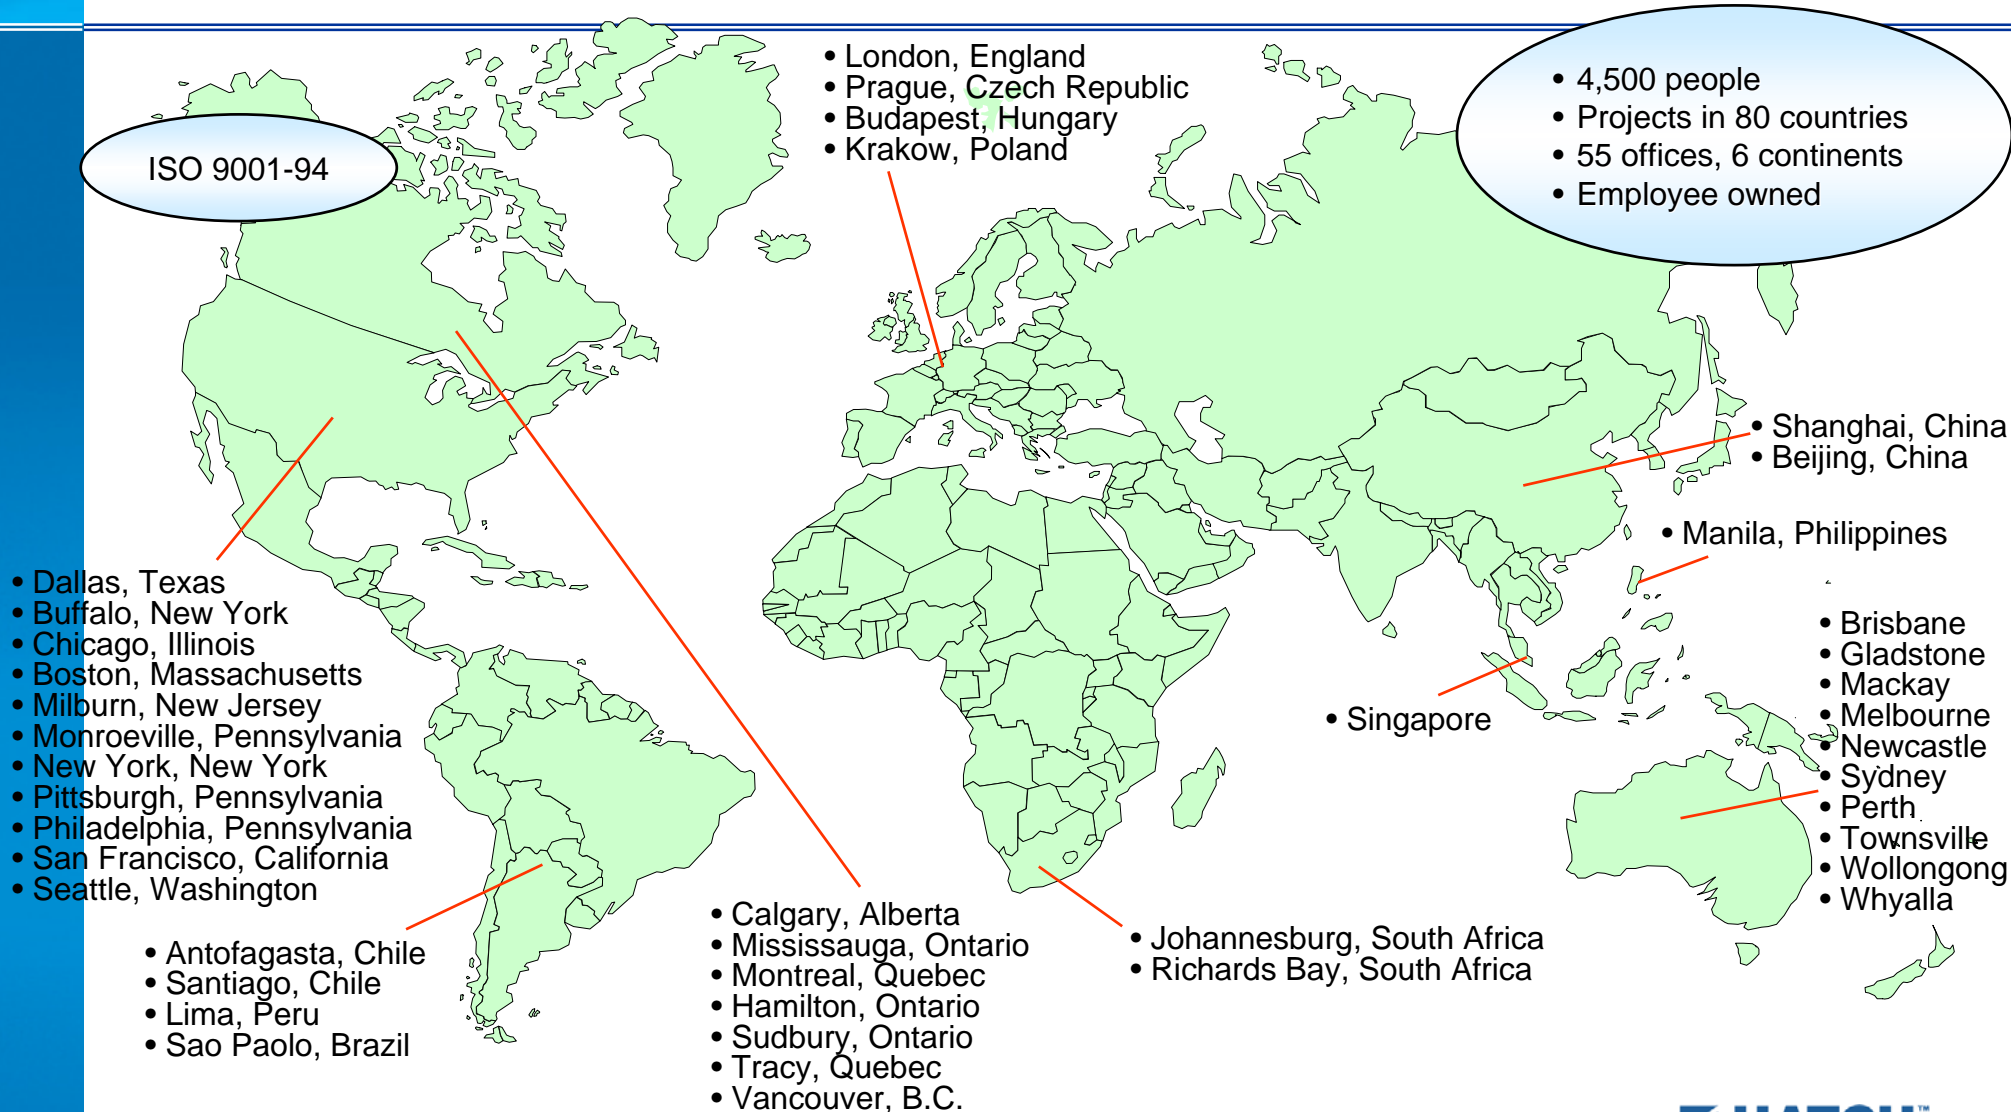 • London, England
• Prague, Czech Republic
• Budapest, Hungary
• Krakow, Poland
• 4,500 people
• Projects in 80 countries
• 55 offices, 6 continents
• Employee owned
ISO 9001-94
• Shanghai, China
• Beijing, China
• Manila, Philippines
• Dallas, Texas
• Buffalo, New York
• Chicago, Illinois
• Boston, Massachusetts
• Milburn, New Jersey
• Monroeville, Pennsylvania
• New York, New York
• Pittsburgh, Pennsylvania
• Philadelphia, Pennsylvania
• San Francisco, California
• Seattle, Washington
• Singapore
• Brisbane
• Gladstone
• Mackay
• Melbourne
• Newcastle
• Sydney
• Perth
• Townsville
• Wollongong
• Whyalla
• Antofagasta, Chile
• Santiago, Chile
• Lima, Peru
• Sao Paolo, Brazil
• Calgary, Alberta
• Mississauga, Ontario
• Montreal, Quebec
• Hamilton, Ontario
• Sudbury, Ontario
• Tracy, Quebec
• Vancouver, B.C.
• Johannesburg, South Africa
• Richards Bay, South Africa
HATCH™